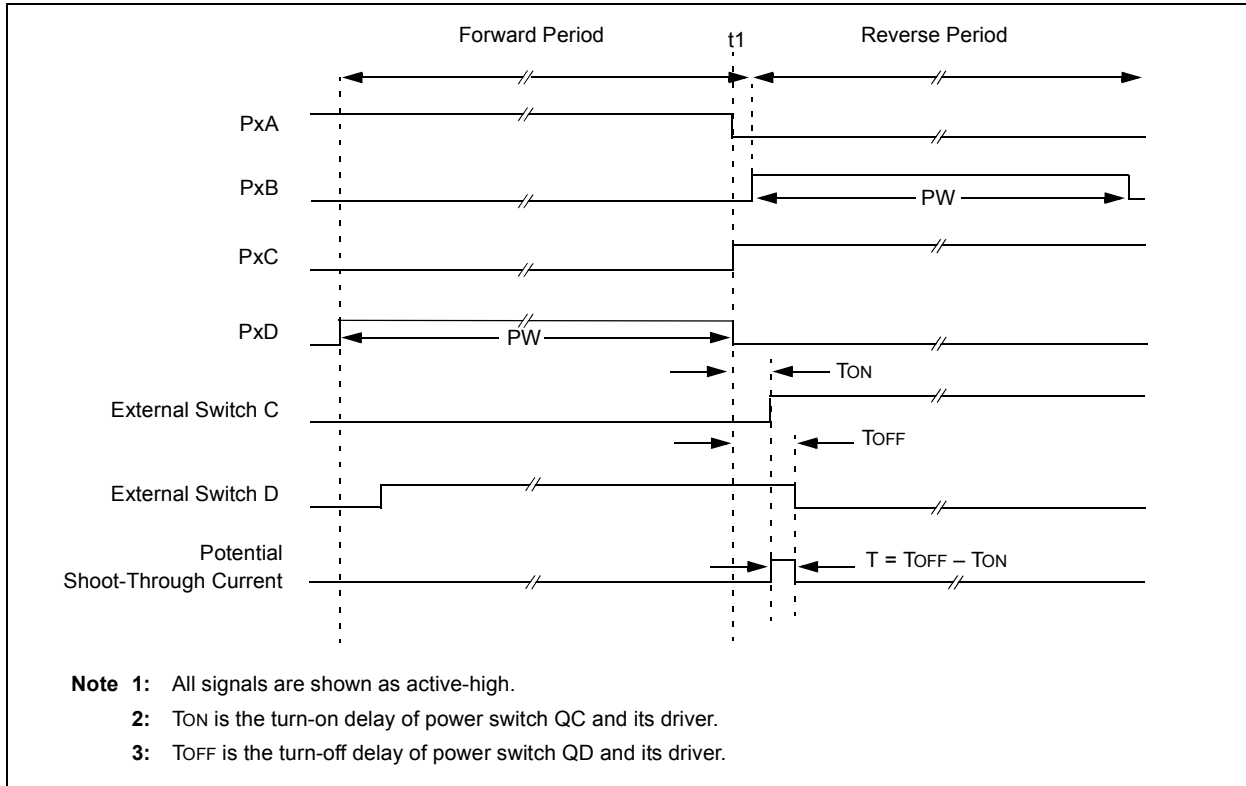 Forward Period
t1
Reverse Period
PxA
PxB
PW
PxC
PxD
PW
TON
External Switch C
TOFF
External Switch D
Potential
Shoot-Through Current
T = TOFF – TON
Note 1: All signals are shown as active-high.
2: TON is the turn-on delay of power switch QC and its driver.
3: TOFF is the turn-off delay of power switch QD and its driver.